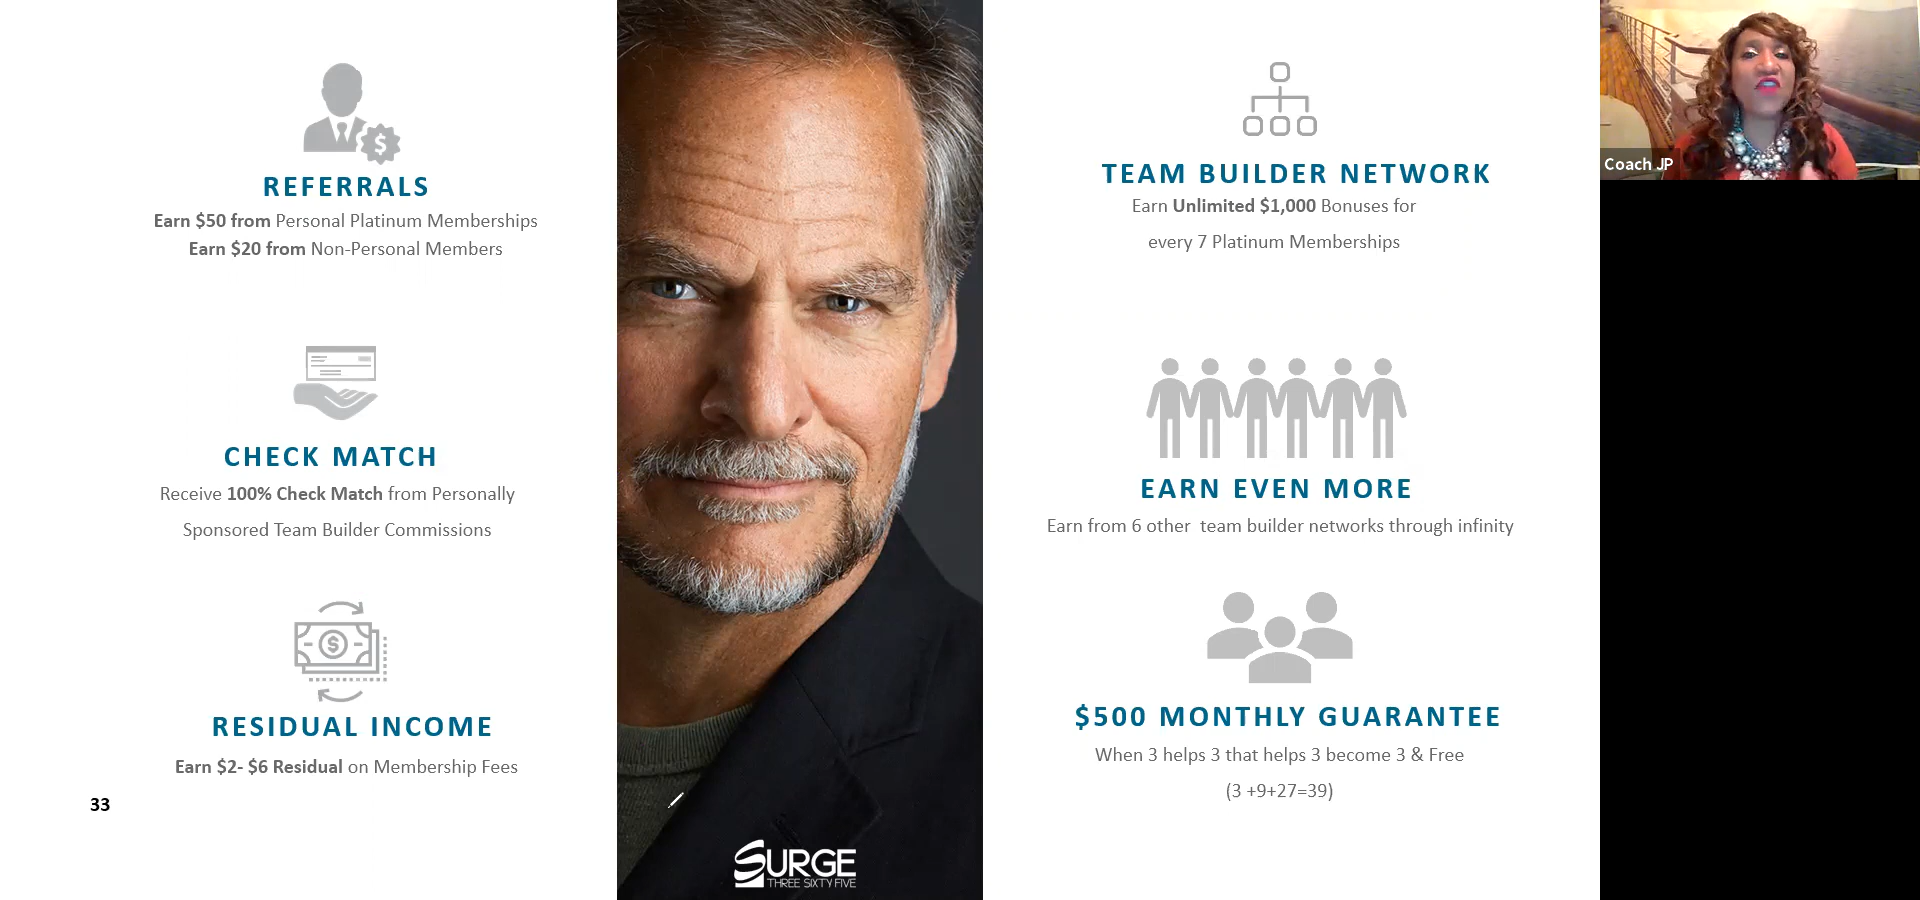 REFERRALS
Earn $50 from Personal Platinum Memberships
Earn $20 from Non-Personal Members
CHECK MATCH
Receive 100% Check Match from Personally
Sponsored Team Builder Commissions
RESIDUAL INCOME
Earn $2- $6 Residual on Membership Fees
33
SURGE
THREE SIXTY FIVE
TEAM BUILDER NETWORK
Earn Unlimited $1,000 Bonuses for
every 7 Platinum Memberships
EARN EVEN MORE
Earn from 6 other team builder networks through infinity
$500 MONTHLY GUARANTEE
When 3 helps 3 that helps 3 become 3 & Free
(3 +9+27=39)
Coach JP